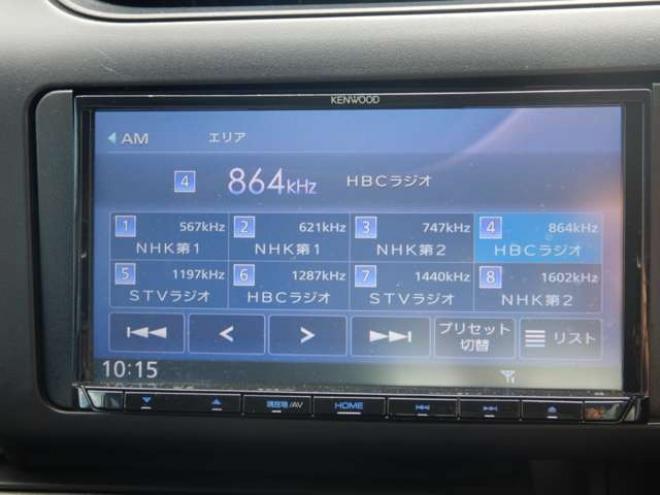 KENWOOD
AM エリア
4 864kHz HBCラジオ
1 567kHz 2 621kHz 3 747kHz 4 864kHz
NHK第1 NHK第1 NHK第2 HBCラジオ
5 1197kHz 6 1287kHz 7 1440kHz 8 1602kHz
STVラジオ HBCラジオ STVラジオ NHK第2
プリセット
切替 リスト
10:15
現在地/AV HOME